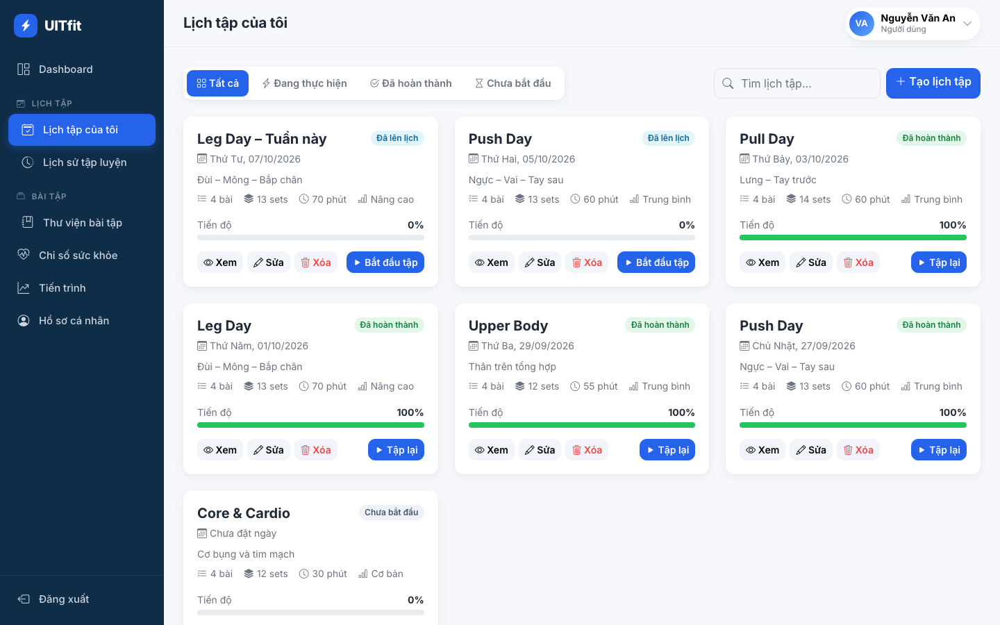 UITfit
Dashboard
LỊCH TẬP
Lịch tập của tôi
Lịch sử tập luyện
BÀI TẬP
Thư viện bài tập
Chỉ số sức khỏe
Tiến trình
Hồ sơ cá nhân
Đăng xuất
Lịch tập của tôi
VA
Nguyễn Văn An
Người dùng
Tất cả
Đang thực hiện
Đã hoàn thành
Chưa bắt đầu
Tìm lịch tập...
Tạo lịch tập
Leg Day – Tuần này
Đã lên lịch
Thứ Tư, 07/10/2026
Đùi – Mông – Bắp chân
4 bài 13 sets 70 phút Nâng cao
Tiến độ 0%
Xem Sửa Xóa Bắt đầu tập
Push Day
Đã lên lịch
Thứ Hai, 05/10/2026
Ngực – Vai – Tay sau
4 bài 13 sets 60 phút Trung bình
Tiến độ 0%
Xem Sửa Xóa Bắt đầu tập
Pull Day
Đã hoàn thành
Thứ Bảy, 03/10/2026
Lưng – Tay trước
4 bài 14 sets 60 phút Trung bình
Tiến độ 100%
Xem Sửa Xóa Tập lại
Leg Day
Đã hoàn thành
Thứ Năm, 01/10/2026
Đùi – Mông – Bắp chân
4 bài 13 sets 70 phút Nâng cao
Tiến độ 100%
Xem Sửa Xóa Tập lại
Upper Body
Đã hoàn thành
Thứ Ba, 29/09/2026
Thân trên tổng hợp
4 bài 12 sets 55 phút Trung bình
Tiến độ 100%
Xem Sửa Xóa Tập lại
Push Day
Đã hoàn thành
Chủ Nhật, 27/09/2026
Ngực – Vai – Tay sau
4 bài 13 sets 60 phút Trung bình
Tiến độ 100%
Xem Sửa Xóa Tập lại
Core & Cardio
Chưa bắt đầu
Chưa đặt ngày
Cơ bụng và tim mạch
4 bài 12 sets 30 phút Cơ bản
Tiến độ 0%